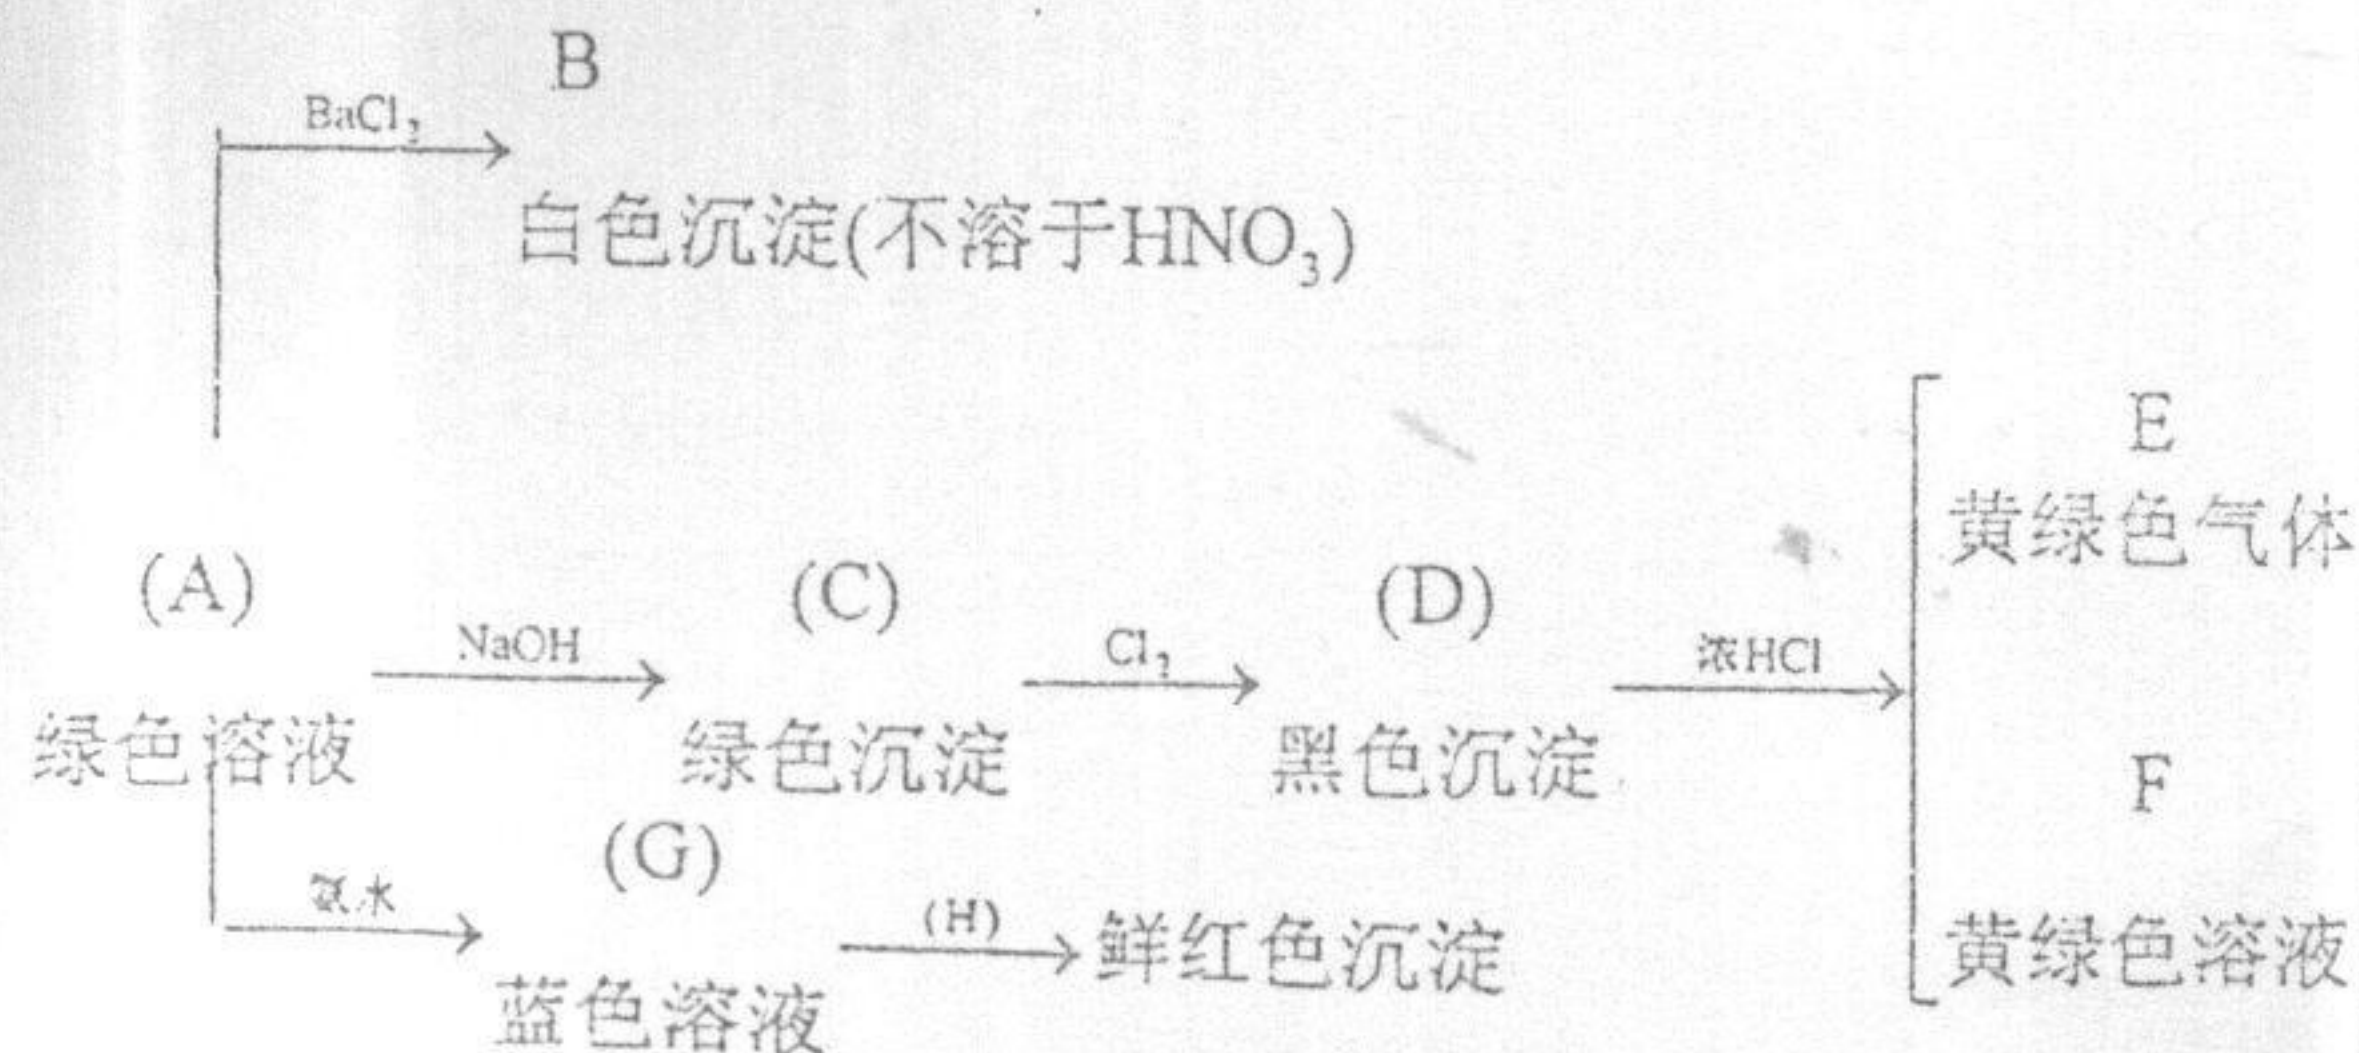 B
BaCl₂
白色沉淀(不溶于HNO₃)
E
黄绿色气体
(A)
(C)
(D)
NaOH
Cl₂
浓HCl
绿色溶液
绿色沉淀
黑色沉淀
F
(G)
氨水
(H)
鲜红色沉淀
黄绿色溶液
蓝色溶液